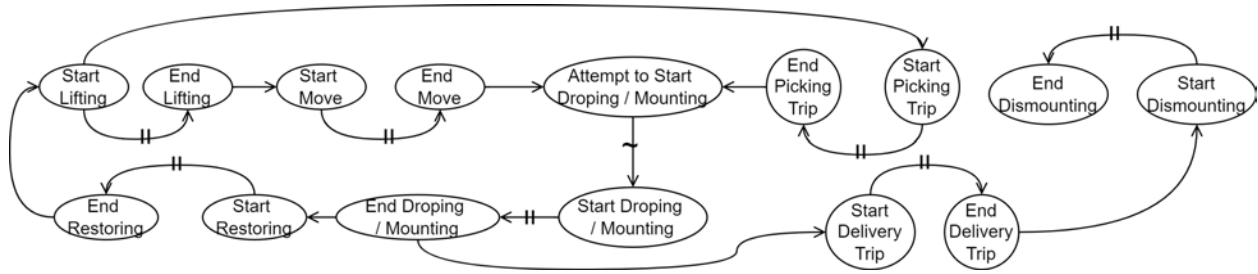 Start
Lifting
End
Lifting
Start
Move
End
Move
Attempt to Start
Droping / Mounting
End
Picking
Trip
Start
Picking
Trip
End
Dismounting
Start
Dismounting
End
Restoring
Start
Restoring
End Droping
/ Mounting
Start Droping
/ Mounting
Start
Delivery
Trip
End
Delivery
Trip